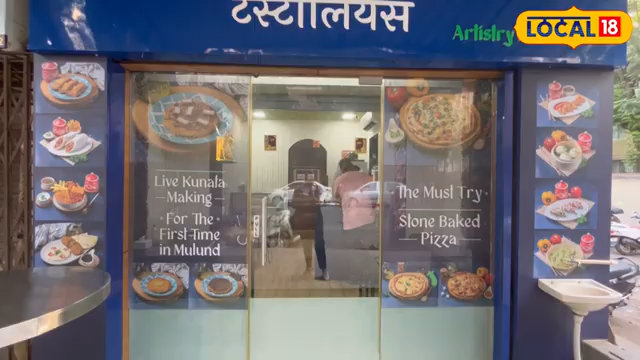 टेस्टालियस
Artistry
LOCAL 18
Live Kunafa
Making
For The
First Time
in Mulund
The Must Try
Stone Baked
Pizza